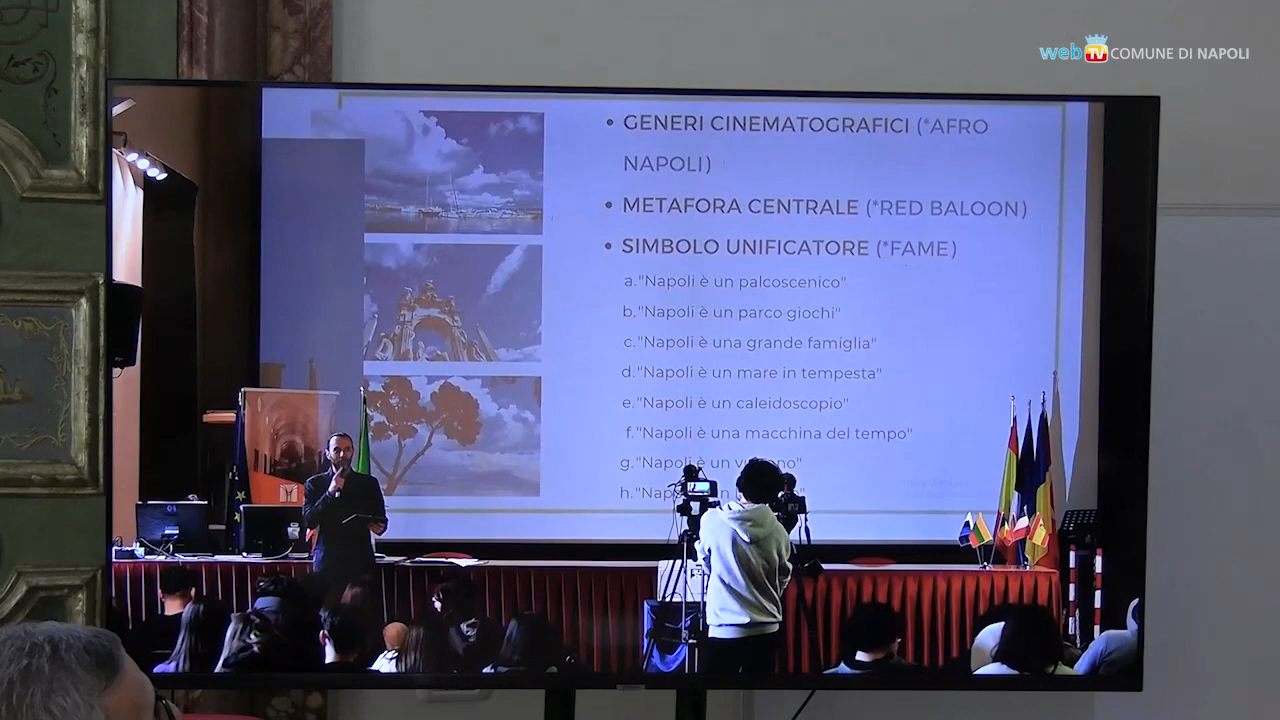 web TV COMUNE DI NAPOLI
• GENERI CINEMATOGRAFICI (*AFRO
NAPOLI)
• METAFORA CENTRALE (*RED BALOON)
• SIMBOLO UNIFICATORE (*FAME)
a."Napoli è un palcoscenico"
b."Napoli è un parco giochi"
c."Napoli è una grande famiglia"
d."Napoli è un mare in tempesta"
e."Napoli è un caleidoscopio"
f."Napoli è una macchina del tempo"
g."Napoli è un
h.